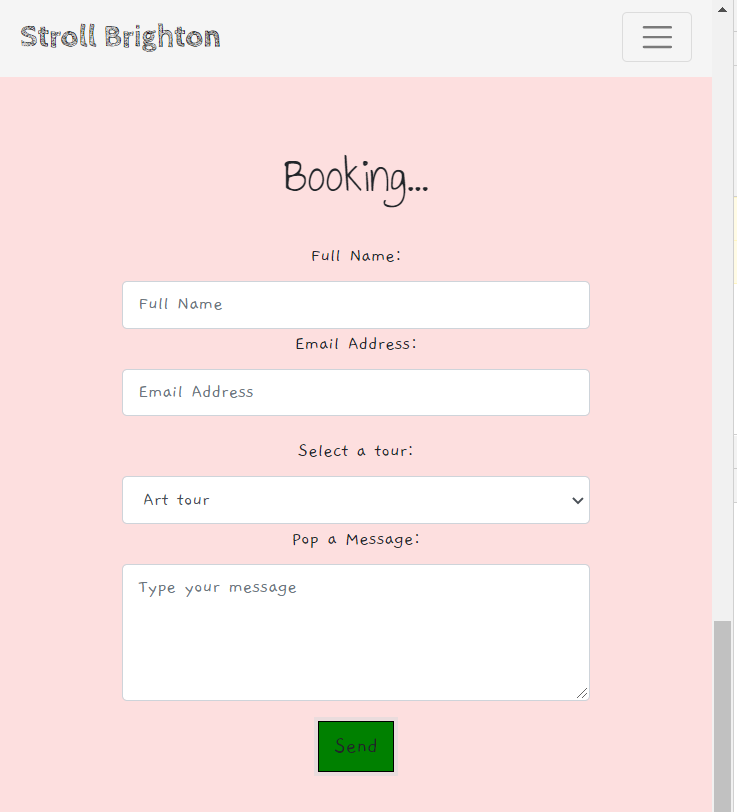 Stroll Brighton
Booking...
Full Name:
Full Name
Email Address:
Email Address
Select a tour:
Art tour
Pop a Message:
Type your message
Send